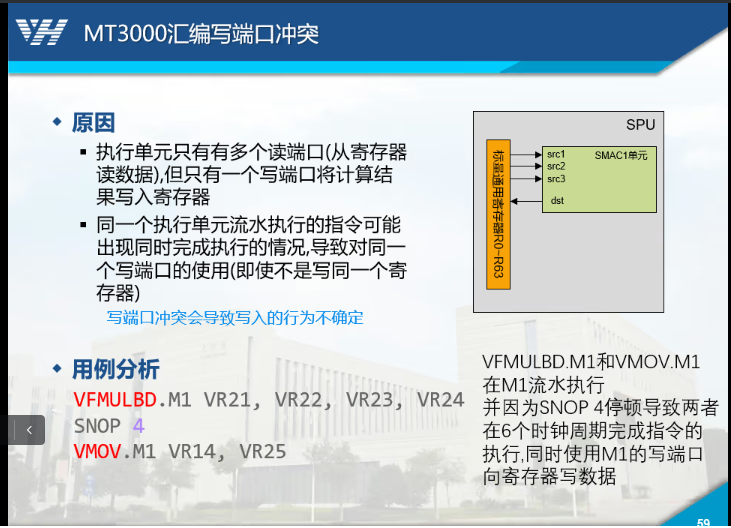 MT3000汇编写端口冲突
原因
执行单元只有有多个读端口(从寄存器
读数据),但只有一个写端口将计算结
果写入寄存器
同一个执行单元流水执行的指令可能
出现同时完成执行的情况,导致对同一
个写端口的使用(即使不是写同一个寄
存器)
写端口冲突会导致写入的行为不确定
SPU
标量通用寄存器R0~R63
src1
SMAC1单元
src2
src3
dst
用例分析
VFMULBD.M1 VR21, VR22, VR23, VR24
SNOP 4
VMOV.M1 VR14, VR25
VFMULBD.M1和VMOV.M1
在M1流水执行
并因为SNOP 4停顿导致两者
在6个时钟周期完成指令的
执行,同时使用M1的写端口
向寄存器写数据
59